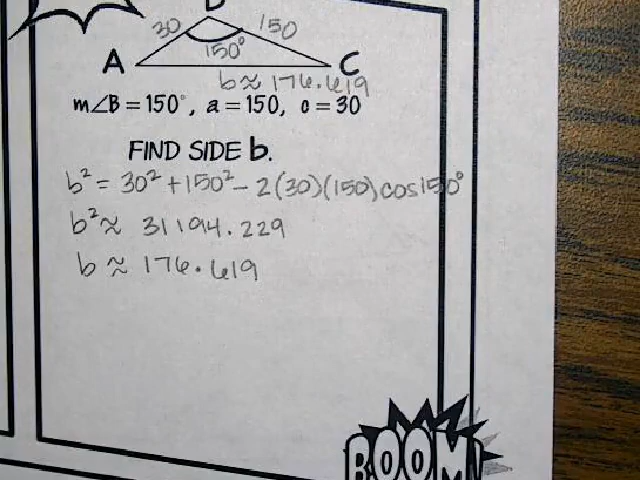 B
30 150
150°
A C
b ≈ 176.619
m∠B = 150°, a = 150, c = 30
FIND SIDE b.
b² = 30² + 150² - 2(30)(150)cos150°
b² ≈ 31194.229
b ≈ 176.619
BOOM!